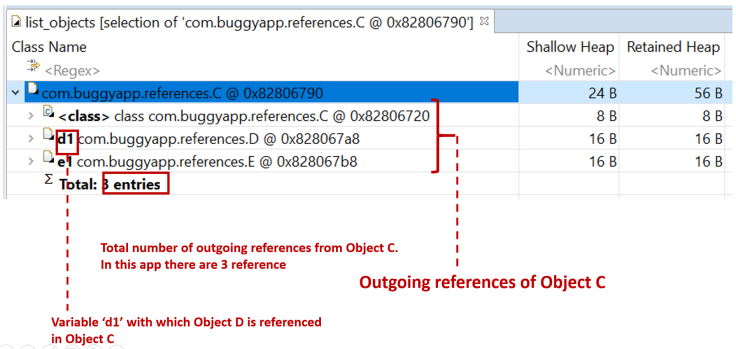 list_objects [selection of 'com.buggyapp.references.C @ 0x82806790']
Class Name Shallow Heap Retained Heap
<Regex> <Numeric> <Numeric>
com.buggyapp.references.C @ 0x82806790 24 B 56 B
<class> class com.buggyapp.references.C @ 0x82806720 8 B 8 B
d1 com.buggyapp.references.D @ 0x828067a8 16 B 16 B
e1 com.buggyapp.references.E @ 0x828067b8 16 B 16 B
Σ Total: 3 entries
Total number of outgoing references from Object C.
In this app there are 3 reference
Outgoing references of Object C
Variable 'd1' with which Object D is referenced
in Object C